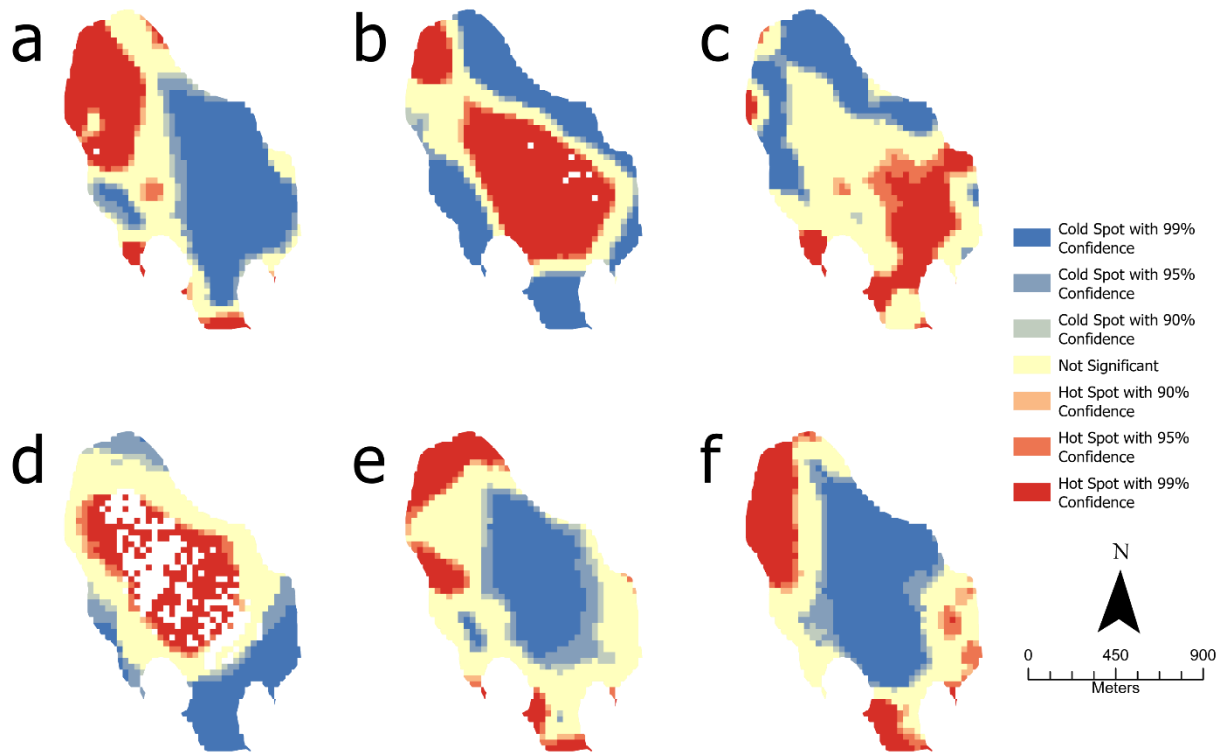 a
b
c
Cold Spot with 99%
Confidence
Cold Spot with 95%
Confidence
Cold Spot with 90%
Confidence
Not Significant
Hot Spot with 90%
Confidence
Hot Spot with 95%
Confidence
Hot Spot with 99%
Confidence
d
e
f
N
0 450 900
Meters